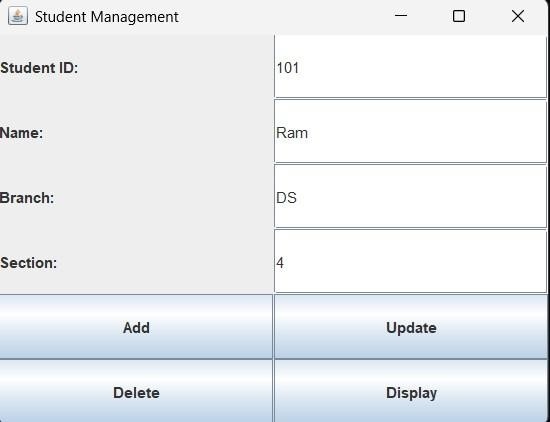 Student Management
Student ID: 101
Name: Ram
Branch: DS
Section: 4
Add Update
Delete Display